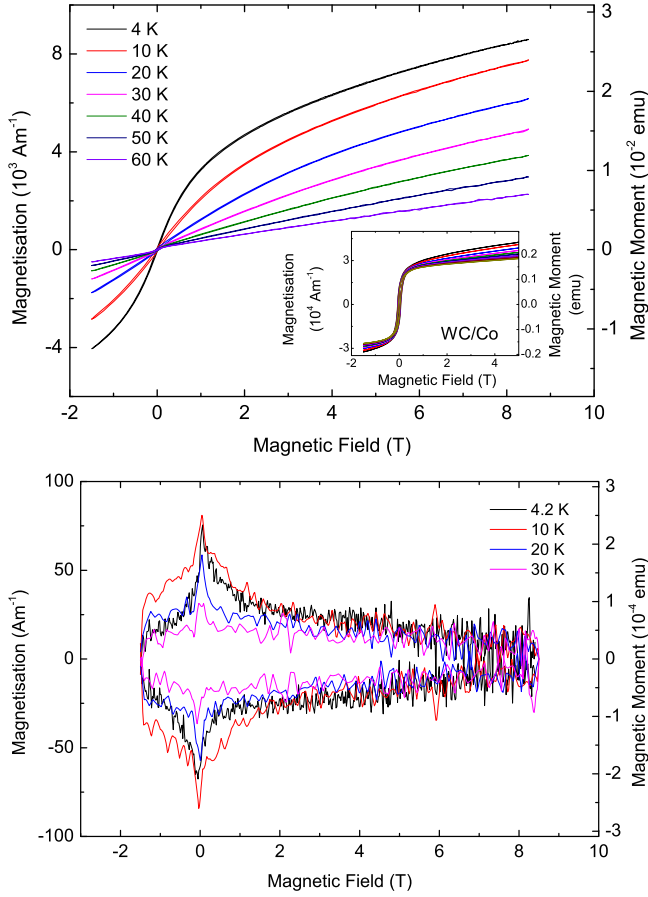 4 K
10 K
20 K
30 K
40 K
50 K
60 K
8
4
0
-4
3
2
1
0
-1
-2
0
2
4
6
8
10
Magnetisation (10³ Am⁻¹)
Magnetic Moment (10⁻² emu)
Magnetic Field (T)
3
0
-3
0.2
0.1
0.0
-0.1
-0.2
0
2
4
Magnetisation
(10⁴ Am⁻¹)
Magnetic Moment
(emu)
WC/Co
Magnetic Field (T)
100
50
0
-50
-100
3
2
1
0
-1
-2
-3
4.2 K
10 K
20 K
30 K
-2
0
2
4
6
8
10
Magnetisation (Am⁻¹)
Magnetic Moment (10⁻⁴ emu)
Magnetic Field (T)